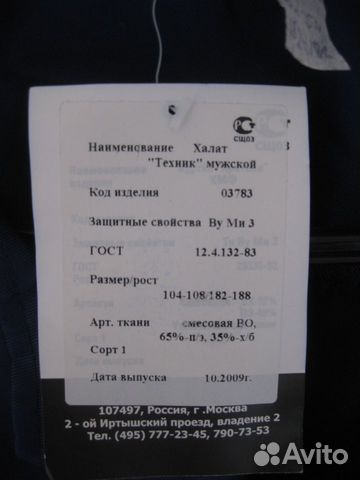 РС
СЩ03
Наименование Халат
"Техник" мужской
Код изделия 03783
Защитные свойства Ву Ми З
ГОСТ 12.4.132-83
Размер/рост
104-108/182-188
Арт. ткани смесовая ВО,
65%-п/э, 35%-х/б
Сорт 1
Дата выпуска 10.2009г.
107497, Россия, г .Москва
2 - ой Иртышский проезд, владение 2
Тел. (495) 777-23-45, 790-73-53
Avito